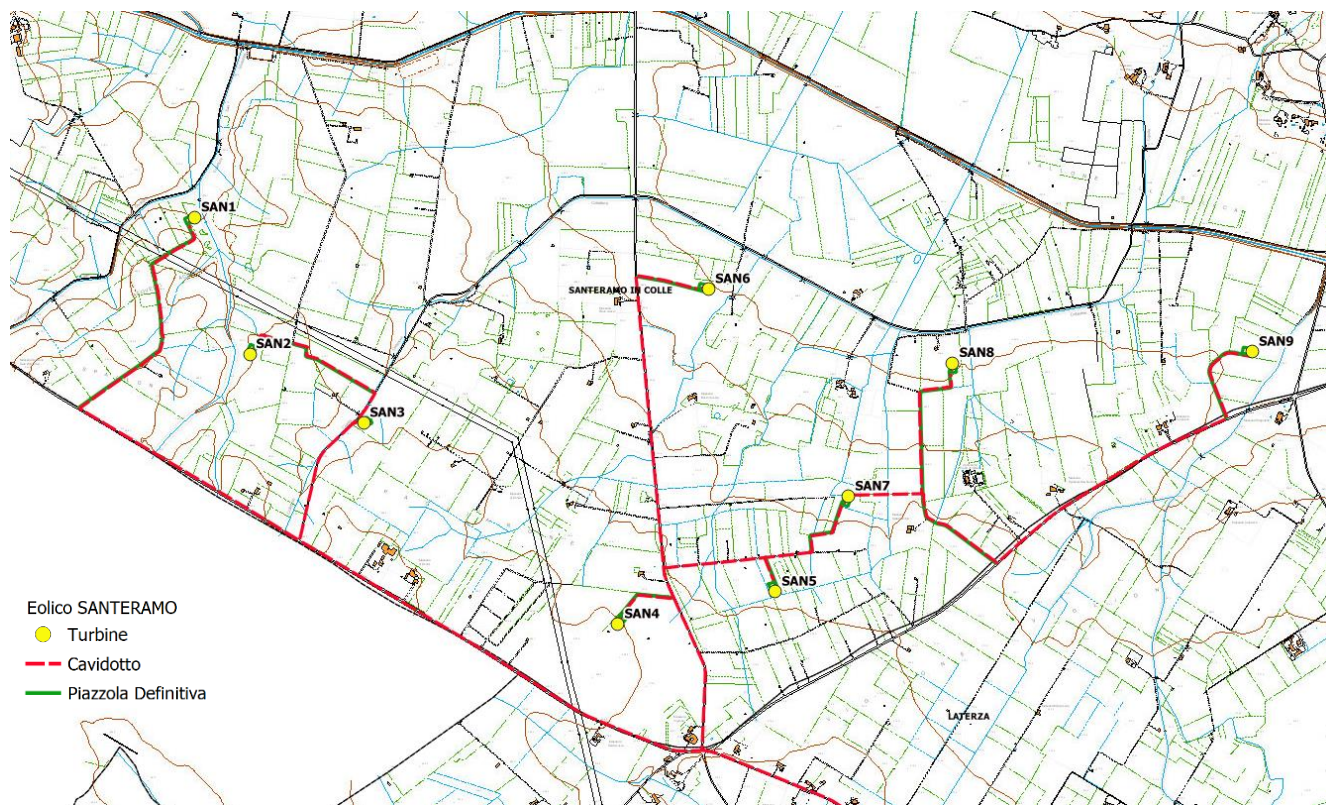 SAN1
SAN6
SANTERAMO IN COLLE
SAN2
SAN9
SAN8
SAN3
SAN7
SAN5
SAN4
Eolico SANTERAMO
Turbine
Cavidotto
Piazzola Definitiva
LATERZA